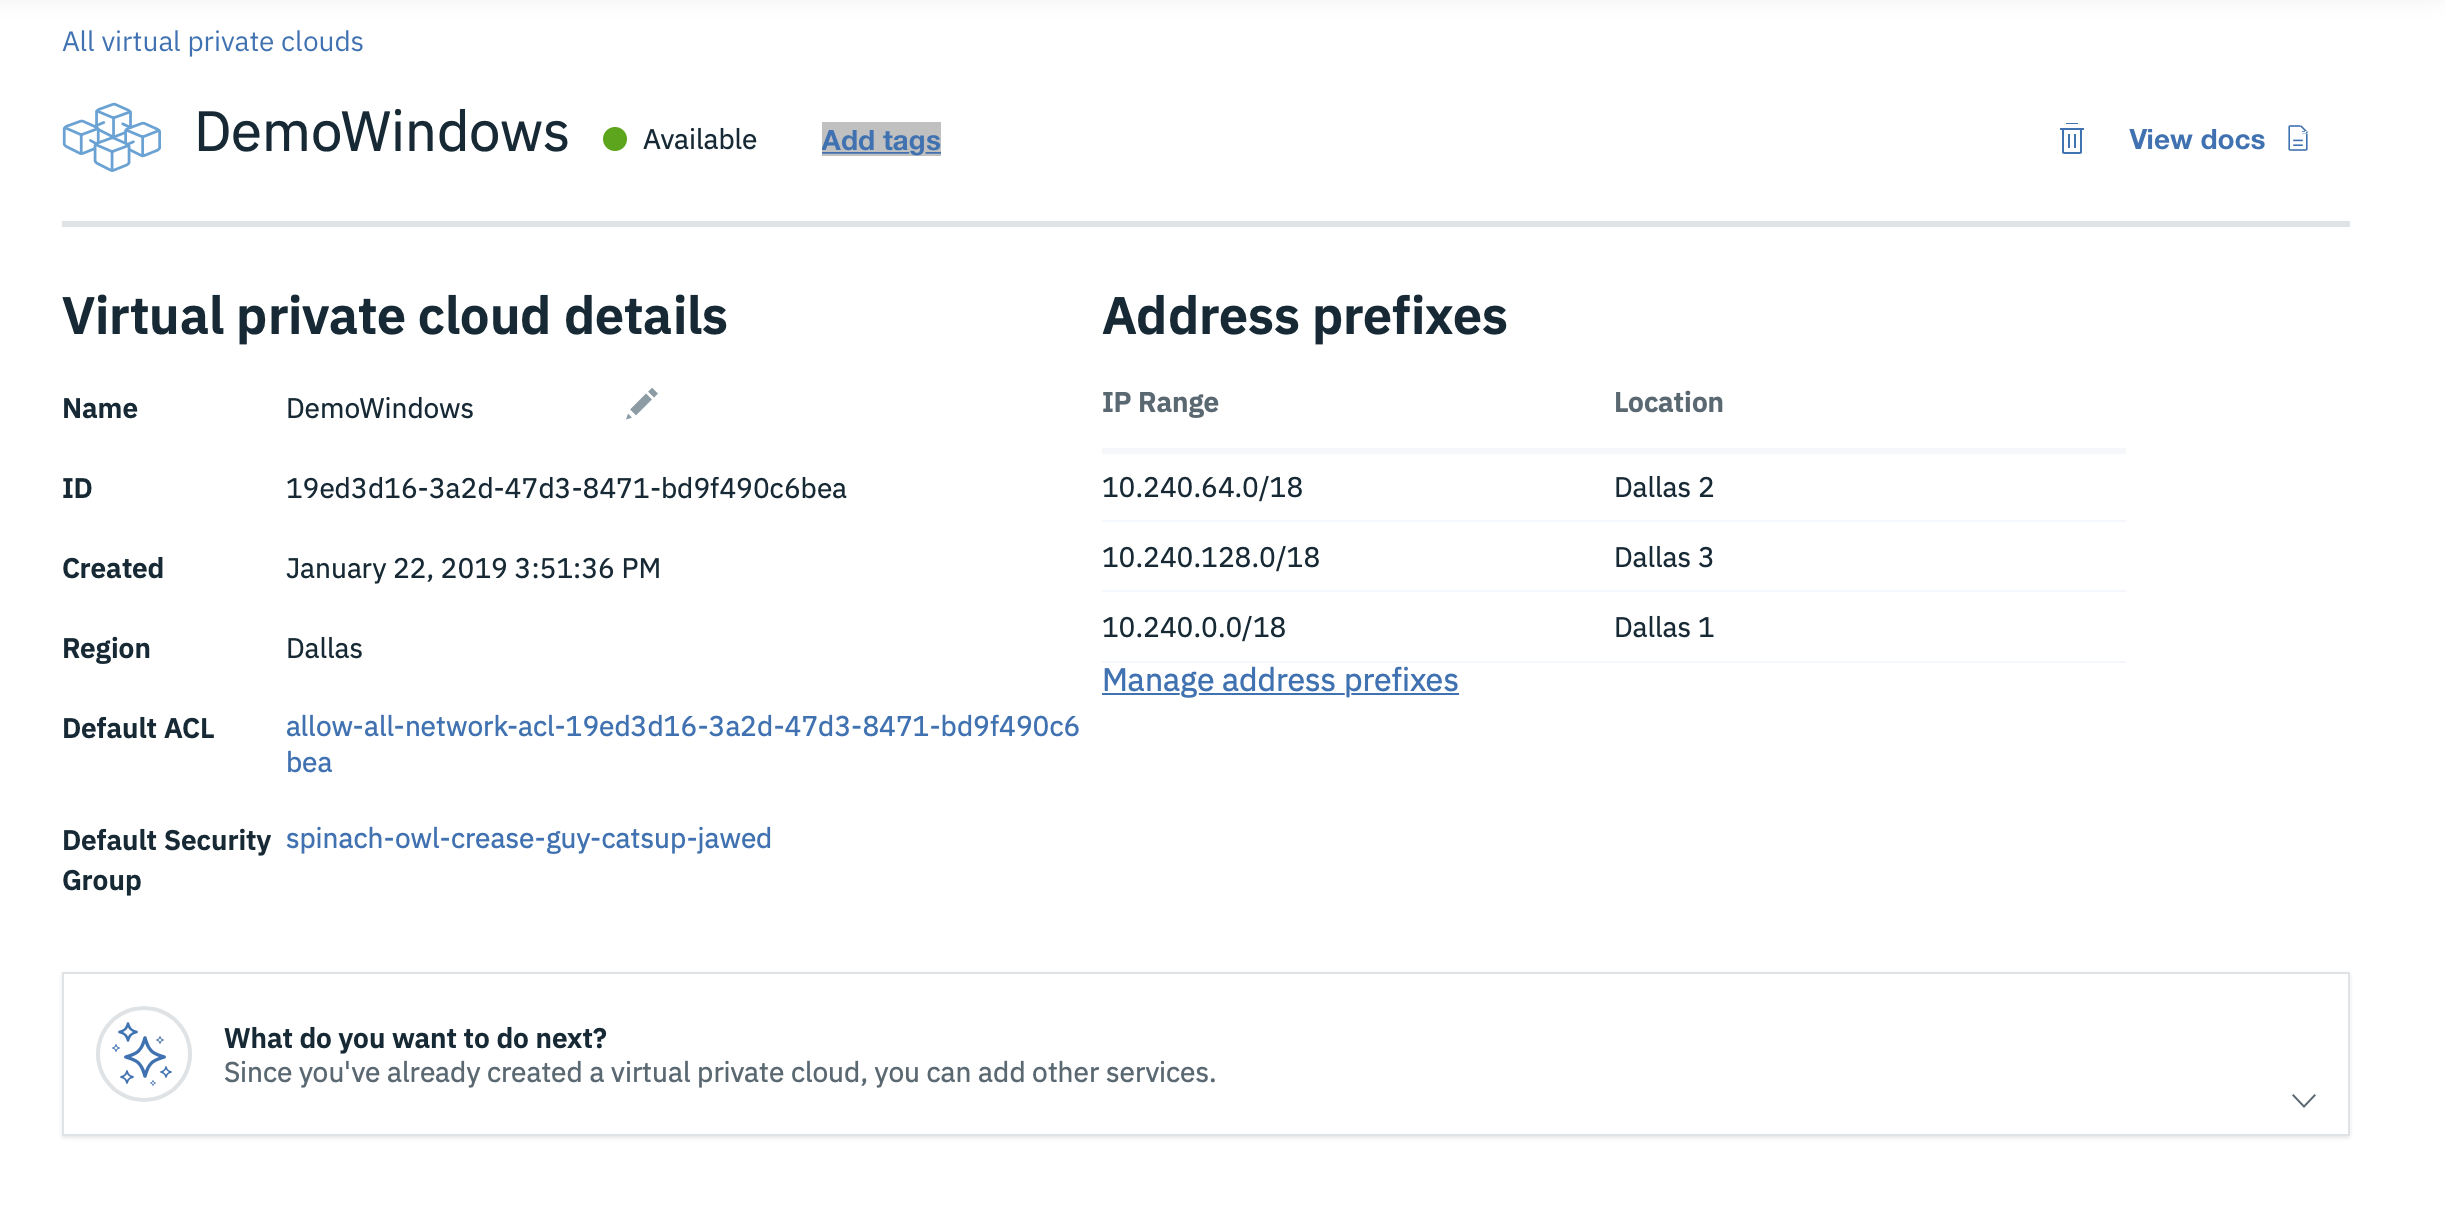 All virtual private clouds
DemoWindows Available Add tags View docs
Virtual private cloud details
Name DemoWindows
ID 19ed3d16-3a2d-47d3-8471-bd9f490c6bea
Created January 22, 2019 3:51:36 PM
Region Dallas
Default ACL allow-all-network-acl-19ed3d16-3a2d-47d3-8471-bd9f490c6
bea
Default Security spinach-owl-crease-guy-catsup-jawed
Group
Address prefixes
IP Range Location
10.240.64.0/18 Dallas 2
10.240.128.0/18 Dallas 3
10.240.0.0/18 Dallas 1
Manage address prefixes
What do you want to do next?
Since you've already created a virtual private cloud, you can add other services.